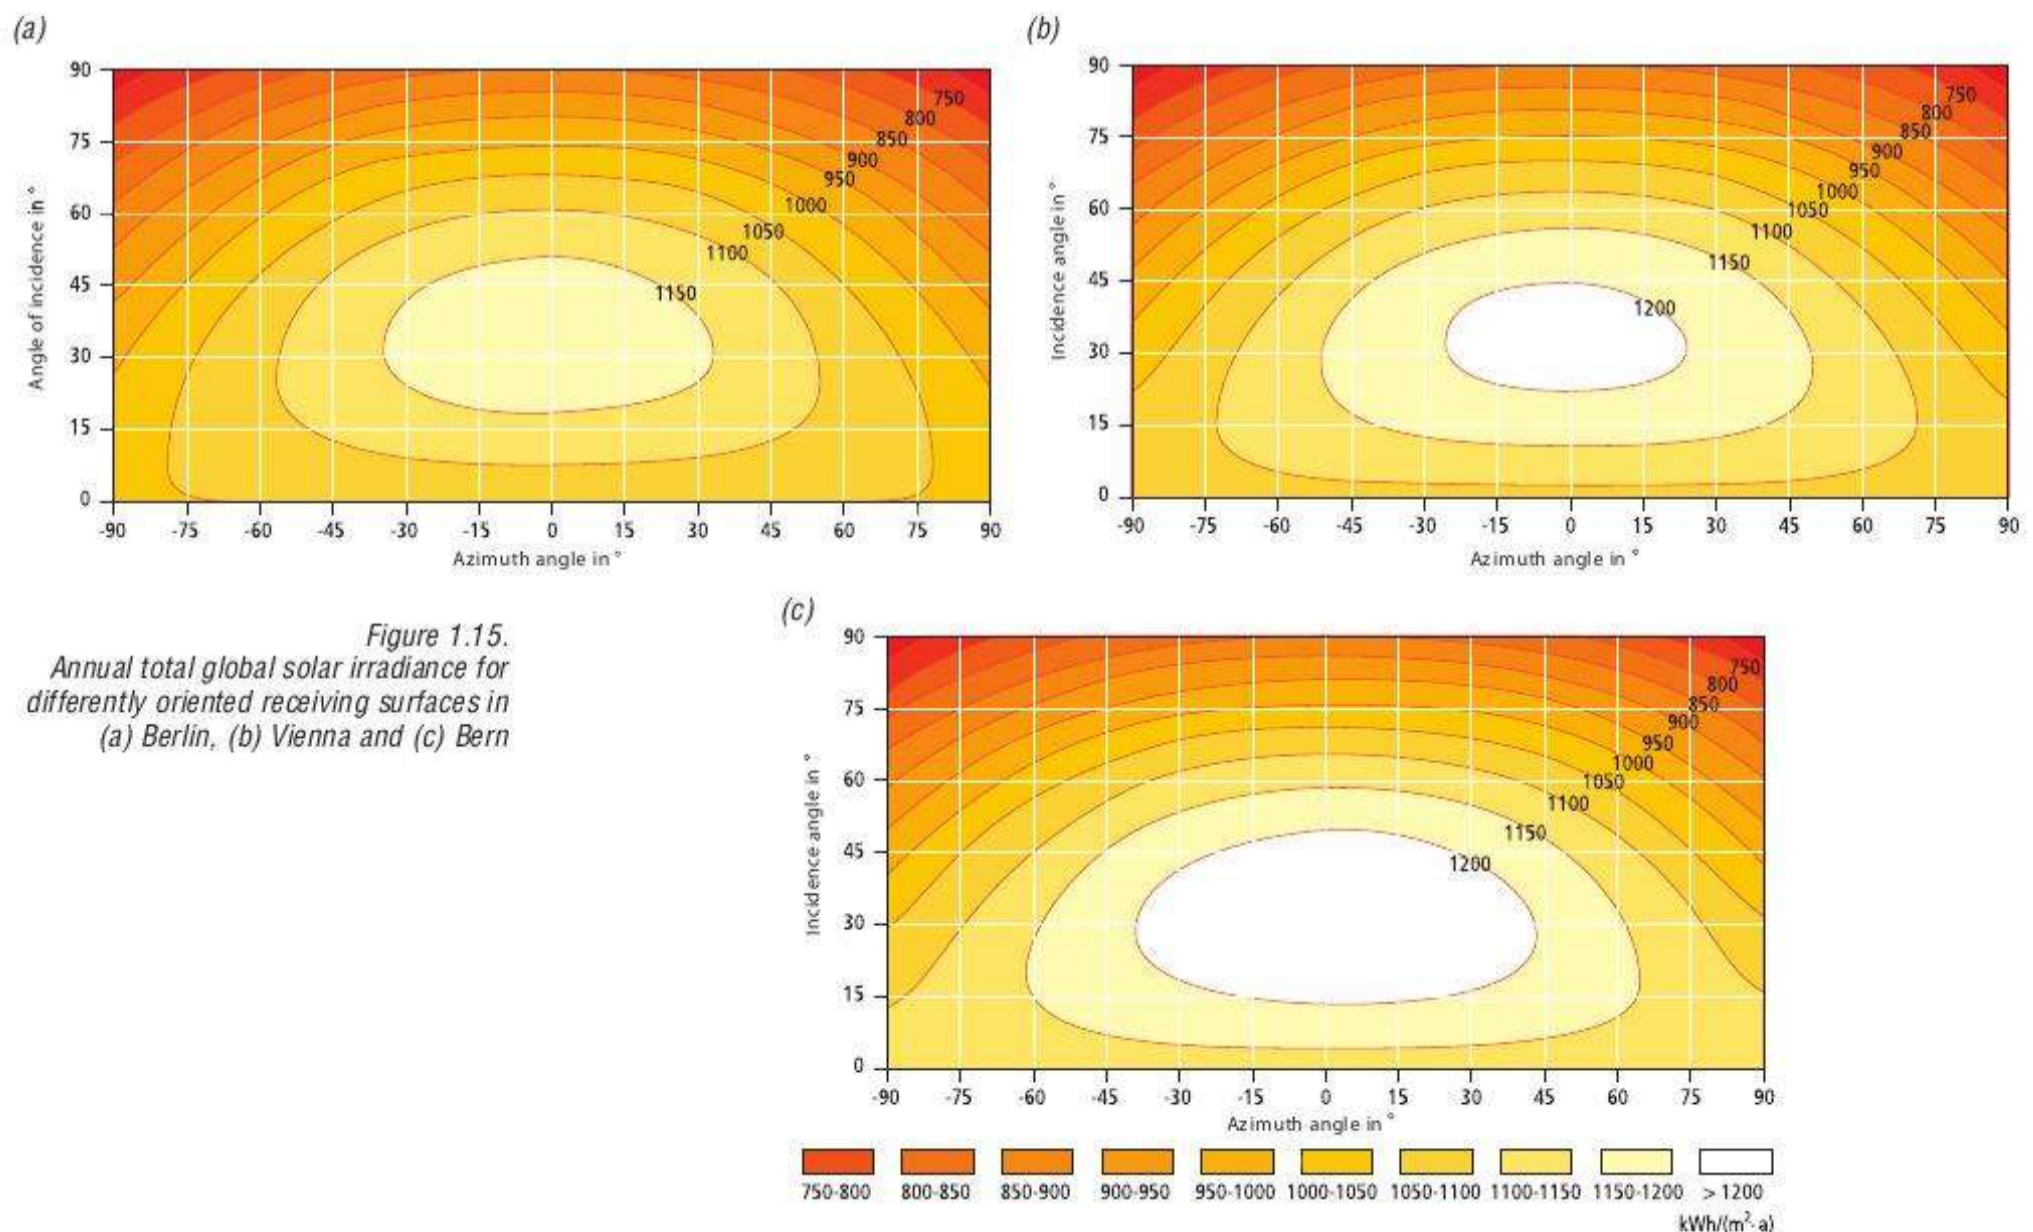 (a)
90
75
60
45
30
15
0
Angle of incidence in °
750
800
850
900
950
1000
1050
1100
1150
-90 -75 -60 -45 -30 -15 0 15 30 45 60 75 90
Azimuth angle in °
(b)
90
75
60
45
30
15
0
Incidence angle in °
750
800
850
900
950
1000
1050
1100
1150
1200
-90 -75 -60 -45 -30 -15 0 15 30 45 60 75 90
Azimuth angle in °
Figure 1.15.
Annual total global solar irradiance for
differently oriented receiving surfaces in
(a) Berlin, (b) Vienna and (c) Bern
(c)
90
75
60
45
30
15
0
Incidence angle in °
750
800
850
900
950
1000
1050
1100
1150
1200
-90 -75 -60 -45 -30 -15 0 15 30 45 60 75 90
Azimuth angle in °
750-800 800-850 850-900 900-950 950-1000 1000-1050 1050-1100 1100-1150 1150-1200 > 1200
kWh/(m²·a)